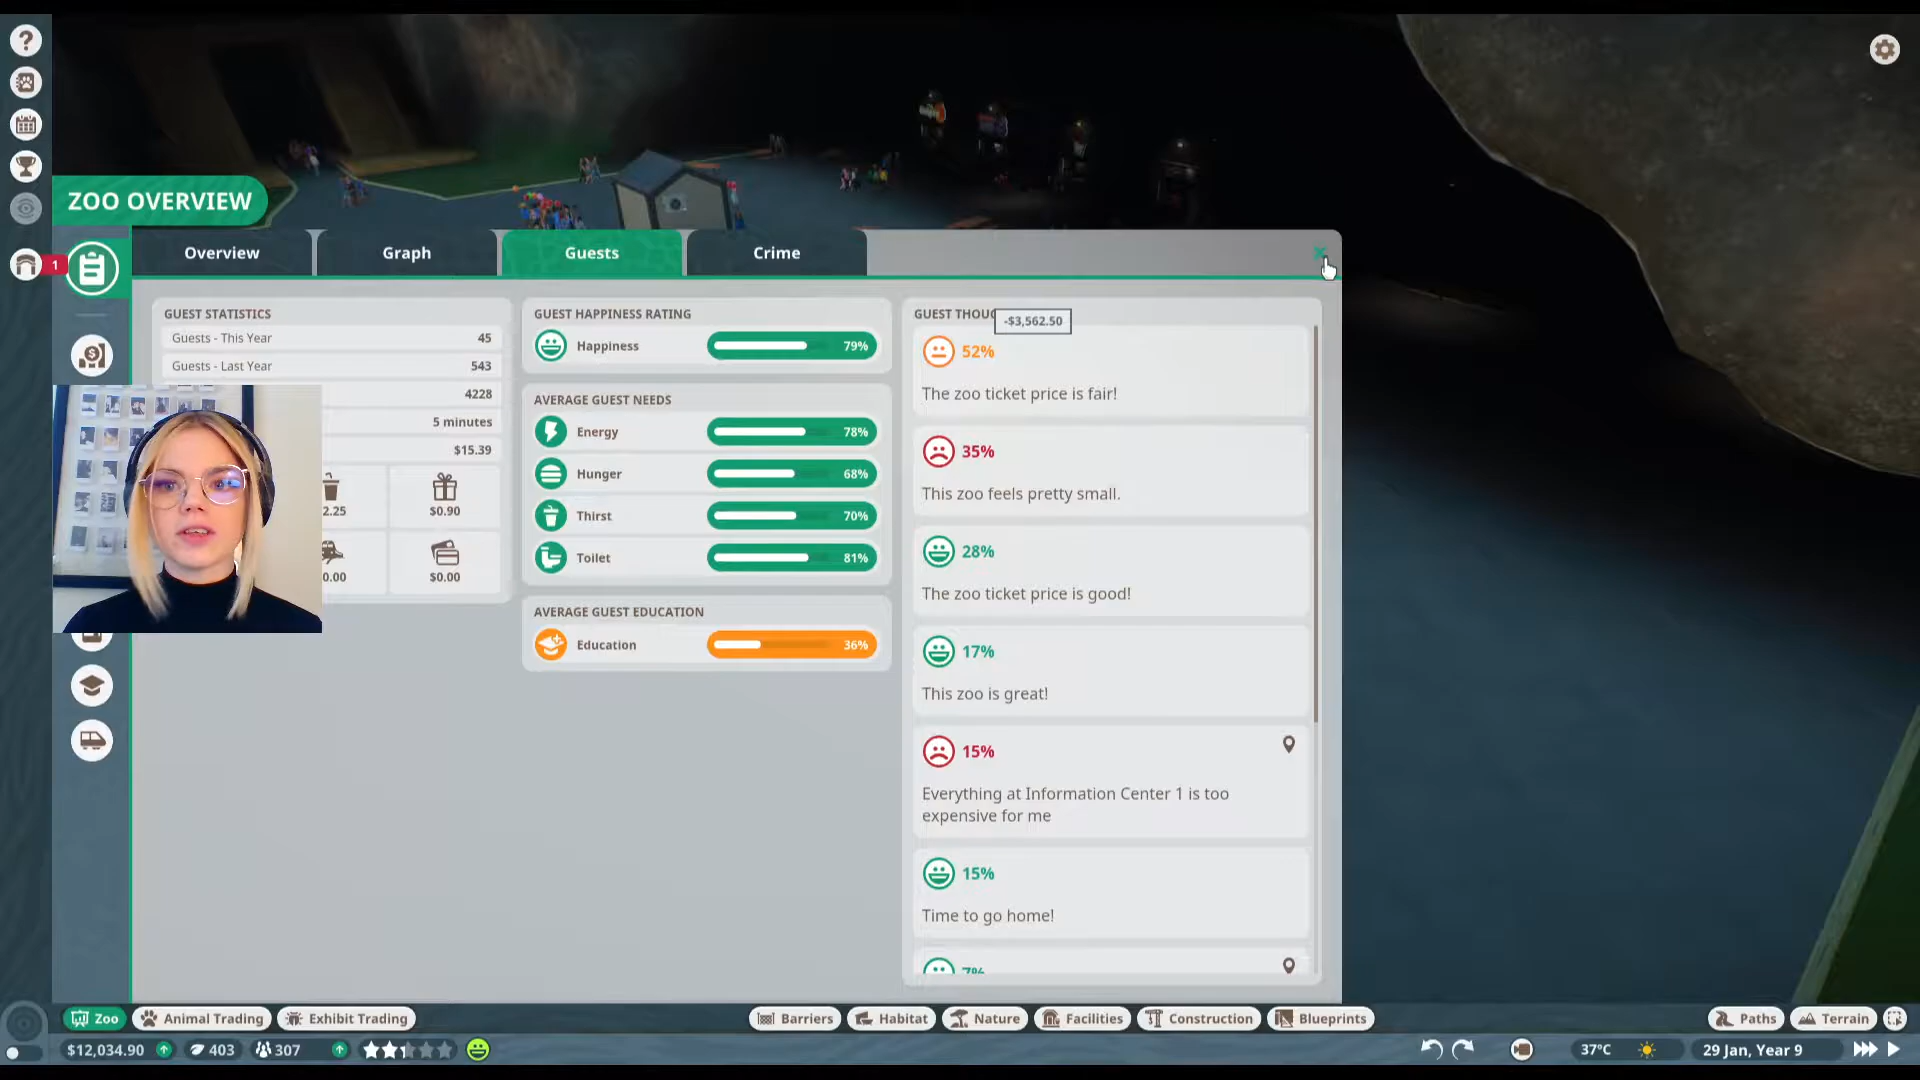 ZOO OVERVIEW
Overview
Graph
Guests
Crime
1
GUEST STATISTICS
Guests - This Year 45
Guests - Last Year 543
4228
5 minutes
$15.39
2.25
$0.90
0.00
$0.00
GUEST HAPPINESS RATING
Happiness 79%
AVERAGE GUEST NEEDS
Energy 78%
Hunger 68%
Thirst 70%
Toilet 81%
AVERAGE GUEST EDUCATION
Education 36%
GUEST THOU
-$3,562.50
52%
The zoo ticket price is fair!
35%
This zoo feels pretty small.
28%
The zoo ticket price is good!
17%
This zoo is great!
15%
Everything at Information Center 1 is too
expensive for me
15%
Time to go home!
7%
Zoo
Animal Trading
Exhibit Trading
Barriers
Habitat
Nature
Facilities
Construction
Blueprints
Paths
Terrain
$12,034.90
403
307
37°C
29 Jan, Year 9